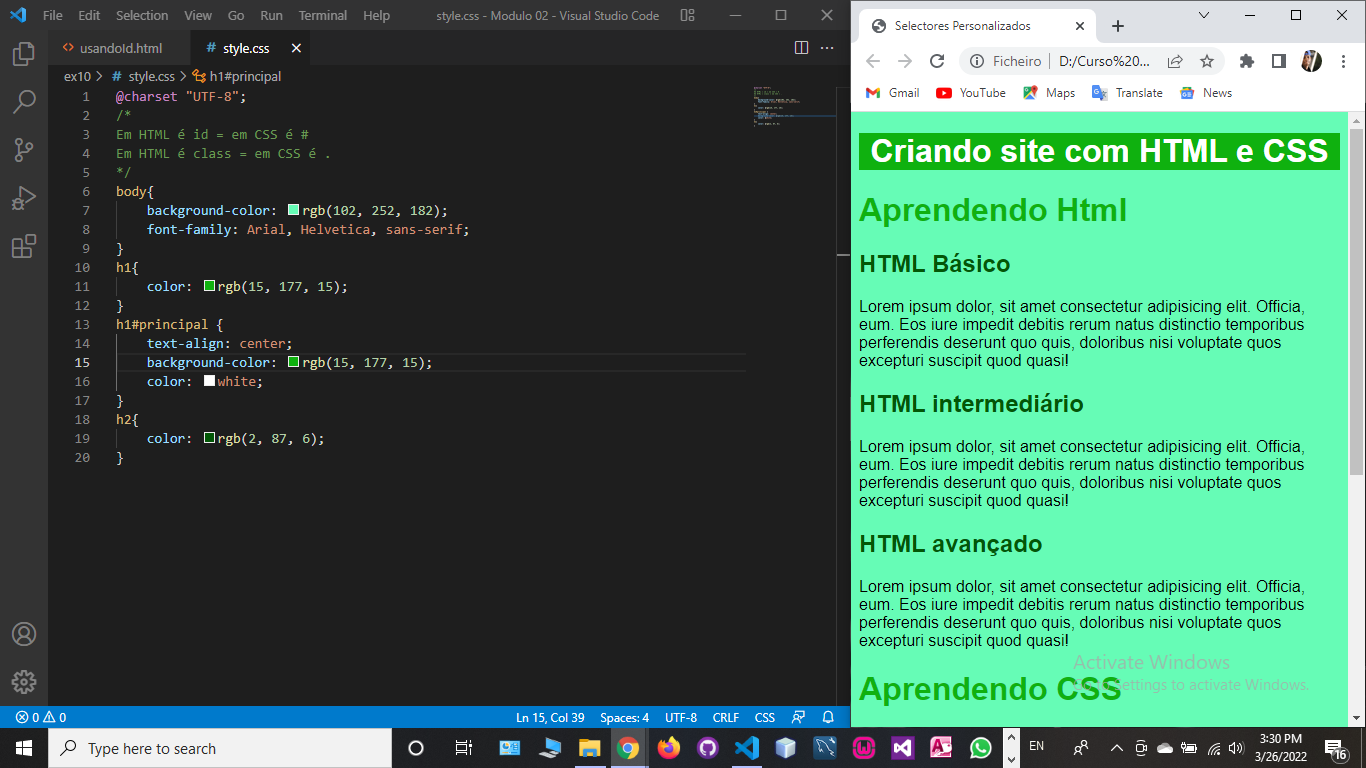 File Edit Selection View Go Run Terminal Help style.css - Modulo 02 - Visual Studio Code
usandoId.html # style.css
ex10 > # style.css > h1#principal
1 @charset "UTF-8";
2 /*
3 Em HTML é id = em CSS é #
4 Em HTML é class = em CSS é .
5 */
6 body{
7 background-color: rgb(102, 252, 182);
8 font-family: Arial, Helvetica, sans-serif;
9 }
10 h1{
11 color: rgb(15, 177, 15);
12 }
13 h1#principal {
14 text-align: center;
15 background-color: rgb(15, 177, 15);
16 color: white;
17 }
18 h2{
19 color: rgb(2, 87, 6);
20 }
0 0 Ln 15, Col 39 Spaces: 4 UTF-8 CRLF CSS
Selectores Personalizados
Ficheiro | D:/Curso%20...
Gmail YouTube Maps Translate News
Criando site com HTML e CSS
Aprendendo Html
HTML Básico
Lorem ipsum dolor, sit amet consectetur adipisicing elit. Officia,
eum. Eos iure impedit debitis rerum natus distinctio temporibus
perferendis deserunt quo quis, doloribus nisi voluptate quos
excepturi suscipit quod quasi!
HTML intermediário
Lorem ipsum dolor, sit amet consectetur adipisicing elit. Officia,
eum. Eos iure impedit debitis rerum natus distinctio temporibus
perferendis deserunt quo quis, doloribus nisi voluptate quos
excepturi suscipit quod quasi!
HTML avançado
Lorem ipsum dolor, sit amet consectetur adipisicing elit. Officia,
eum. Eos iure impedit debitis rerum natus distinctio temporibus
perferendis deserunt quo quis, doloribus nisi voluptate quos
excepturi suscipit quod quasi!
Activate Windows
Go to Settings to activate Windows.
Aprendendo CSS
Type here to search
EN
3:30 PM
3/26/2022
16